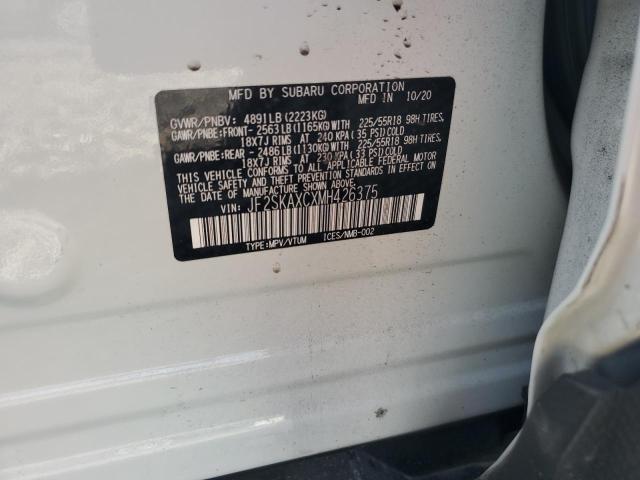 MFD BY SUBARU CORPORATION
MFD IN 10/20
GVWR/PNBV: 4891LB(2223KG)
GAWR/PNBE:FRONT- 2563LB(1165KG)WITH 225/55R18 98H TIRES,
18X7J RIMS AT 240 KPA(35 PSI)COLD
GAWR/PNBE:REAR -2486LB(1130KG)WITH 225/55R18 98H TIRES,
18X7J RIMS AT 230 KPA(33 PSI)COLD
THIS VEHICLE CONFORMS TO ALL APPLICABLE FEDERAL MOTOR
VEHICLE SAFETY STANDARDS IN EFFECT
ON THE DATE OF MANUFACTURE SHOWN ABOVE.
VIN: JF2SKAXCXMH426375
TYPE:MPV/VTUM ICES/NMB-002